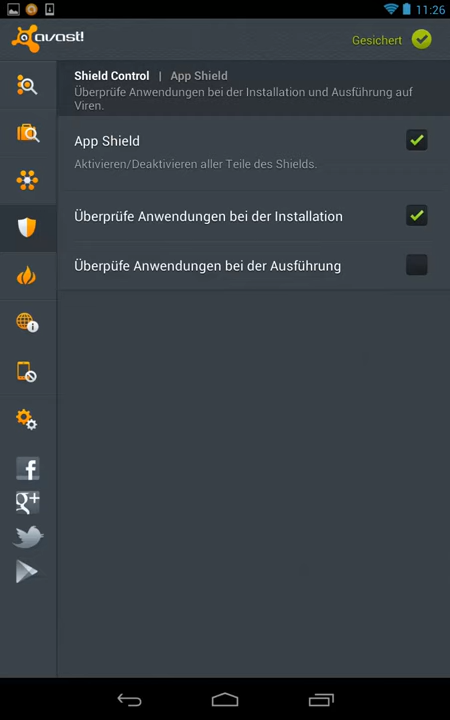 11:26
avast!
Gesichert
Shield Control | App Shield
Überprüfe Anwendungen bei der Installation und Ausführung auf
Viren.
App Shield
Aktivieren/Deaktivieren aller Teile des Shields.
Überprüfe Anwendungen bei der Installation
Überpüfe Anwendungen bei der Ausführung